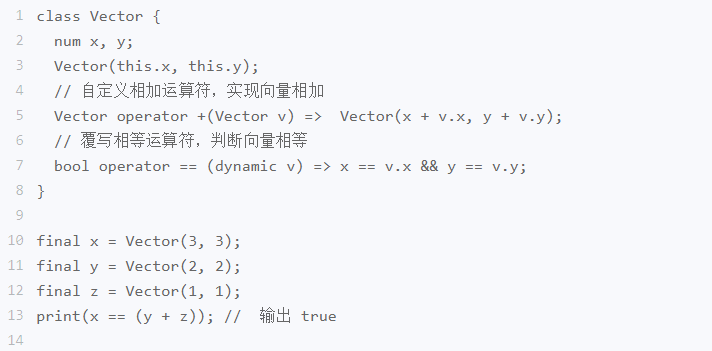 1 class Vector {
2   num x, y;
3   Vector(this.x, this.y);
4   // 自定义相加运算符，实现向量相加
5   Vector operator +(Vector v) =>  Vector(x + v.x, y + v.y);
6   // 覆写相等运算符，判断向量相等
7   bool operator == (dynamic v) => x == v.x && y == v.y;
8 }
9
10 final x = Vector(3, 3);
11 final y = Vector(2, 2);
12 final z = Vector(1, 1);
13 print(x == (y + z)); //  输出 true
14